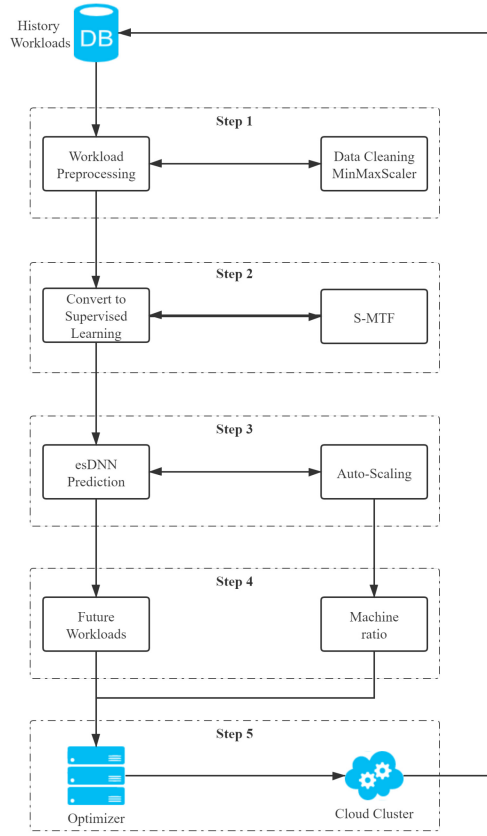 History
Workloads
DB
Step 1
Workload
Preprocessing
Data Cleaning
MinMaxScaler
Step 2
Convert to
Supervised
Learning
S-MTF
Step 3
esDNN
Prediction
Auto-Scaling
Step 4
Future
Workloads
Machine
ratio
Step 5
Optimizer
Cloud Cluster